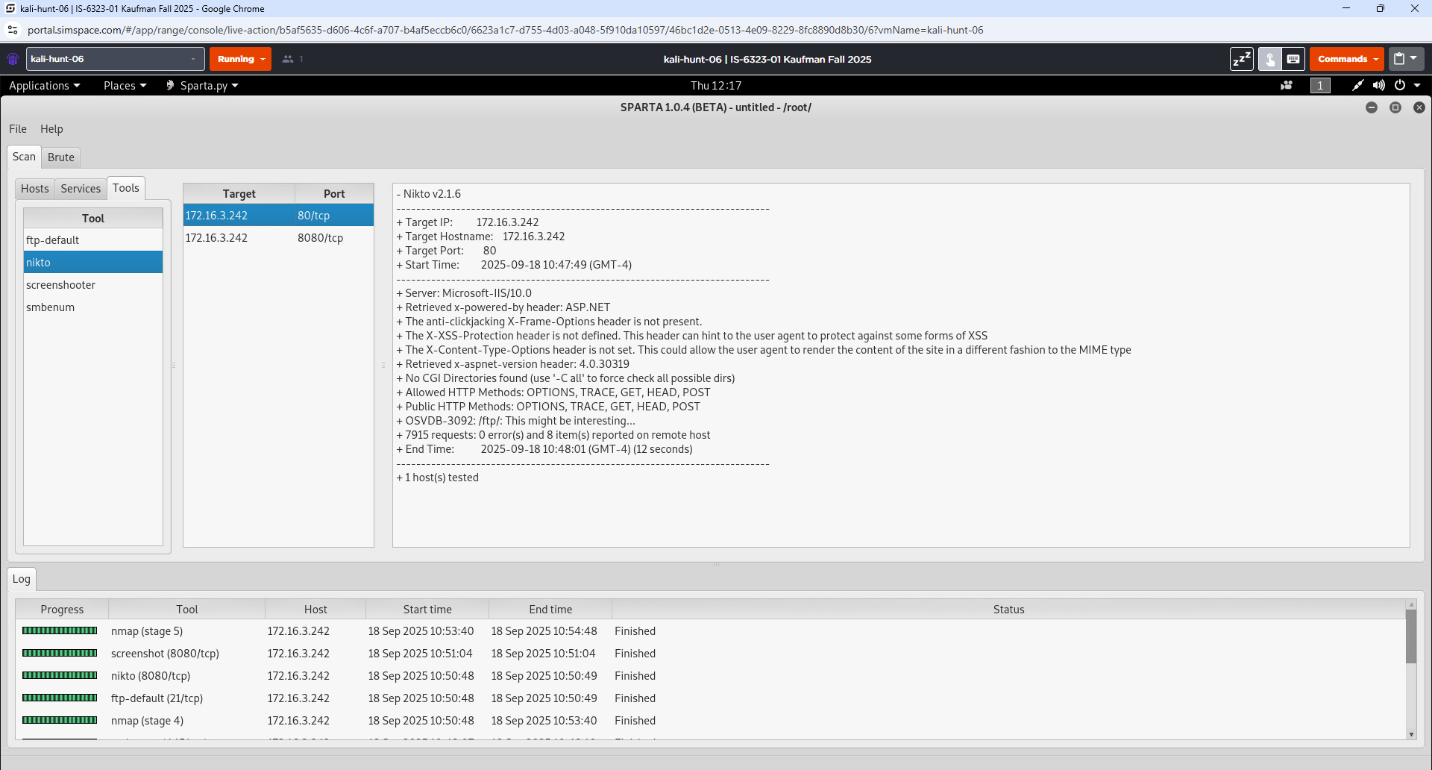 kali-hunt-06 | IS-6323-01 Kaufman Fall 2025 - Google Chrome
portal.simspace.com/#/app/range/console/live-action/b5af5635-d606-4c6f-a707-b4af5eccb6c0/6623a1c7-d755-4d03-a048-5f910da10597/46bc1d2e-0513-4e09-8229-8fc8890d8b30/6?vmName=kali-hunt-06
kali-hunt-06 Running 1 kali-hunt-06 | IS-6323-01 Kaufman Fall 2025 zzZ Commands
Applications Places Sparta.py Thu 12:17 1
SPARTA 1.0.4 (BETA) - untitled - /root/
File Help
Scan Brute
Hosts Services Tools
Tool
ftp-default
nikto
screenshooter
smbenum
Target Port
172.16.3.242 80/tcp
172.16.3.242 8080/tcp
- Nikto v2.1.6
---------------------------------------------------------------------------
+ Target IP: 172.16.3.242
+ Target Hostname: 172.16.3.242
+ Target Port: 80
+ Start Time: 2025-09-18 10:47:49 (GMT-4)
---------------------------------------------------------------------------
+ Server: Microsoft-IIS/10.0
+ Retrieved x-powered-by header: ASP.NET
+ The anti-clickjacking X-Frame-Options header is not present.
+ The X-XSS-Protection header is not defined. This header can hint to the user agent to protect against some forms of XSS
+ The X-Content-Type-Options header is not set. This could allow the user agent to render the content of the site in a different fashion to the MIME type
+ Retrieved x-aspnet-version header: 4.0.30319
+ No CGI Directories found (use '-C all' to force check all possible dirs)
+ Allowed HTTP Methods: OPTIONS, TRACE, GET, HEAD, POST
+ Public HTTP Methods: OPTIONS, TRACE, GET, HEAD, POST
+ OSVDB-3092: /ftp/: This might be interesting...
+ 7915 requests: 0 error(s) and 8 item(s) reported on remote host
+ End Time: 2025-09-18 10:48:01 (GMT-4) (12 seconds)
---------------------------------------------------------------------------
+ 1 host(s) tested
Log
Progress Tool Host Start time End time Status
nmap (stage 5) 172.16.3.242 18 Sep 2025 10:53:40 18 Sep 2025 10:54:48 Finished
screenshot (8080/tcp) 172.16.3.242 18 Sep 2025 10:51:04 18 Sep 2025 10:51:04 Finished
nikto (8080/tcp) 172.16.3.242 18 Sep 2025 10:50:48 18 Sep 2025 10:50:49 Finished
ftp-default (21/tcp) 172.16.3.242 18 Sep 2025 10:50:48 18 Sep 2025 10:50:49 Finished
nmap (stage 4) 172.16.3.242 18 Sep 2025 10:50:48 18 Sep 2025 10:53:40 Finished